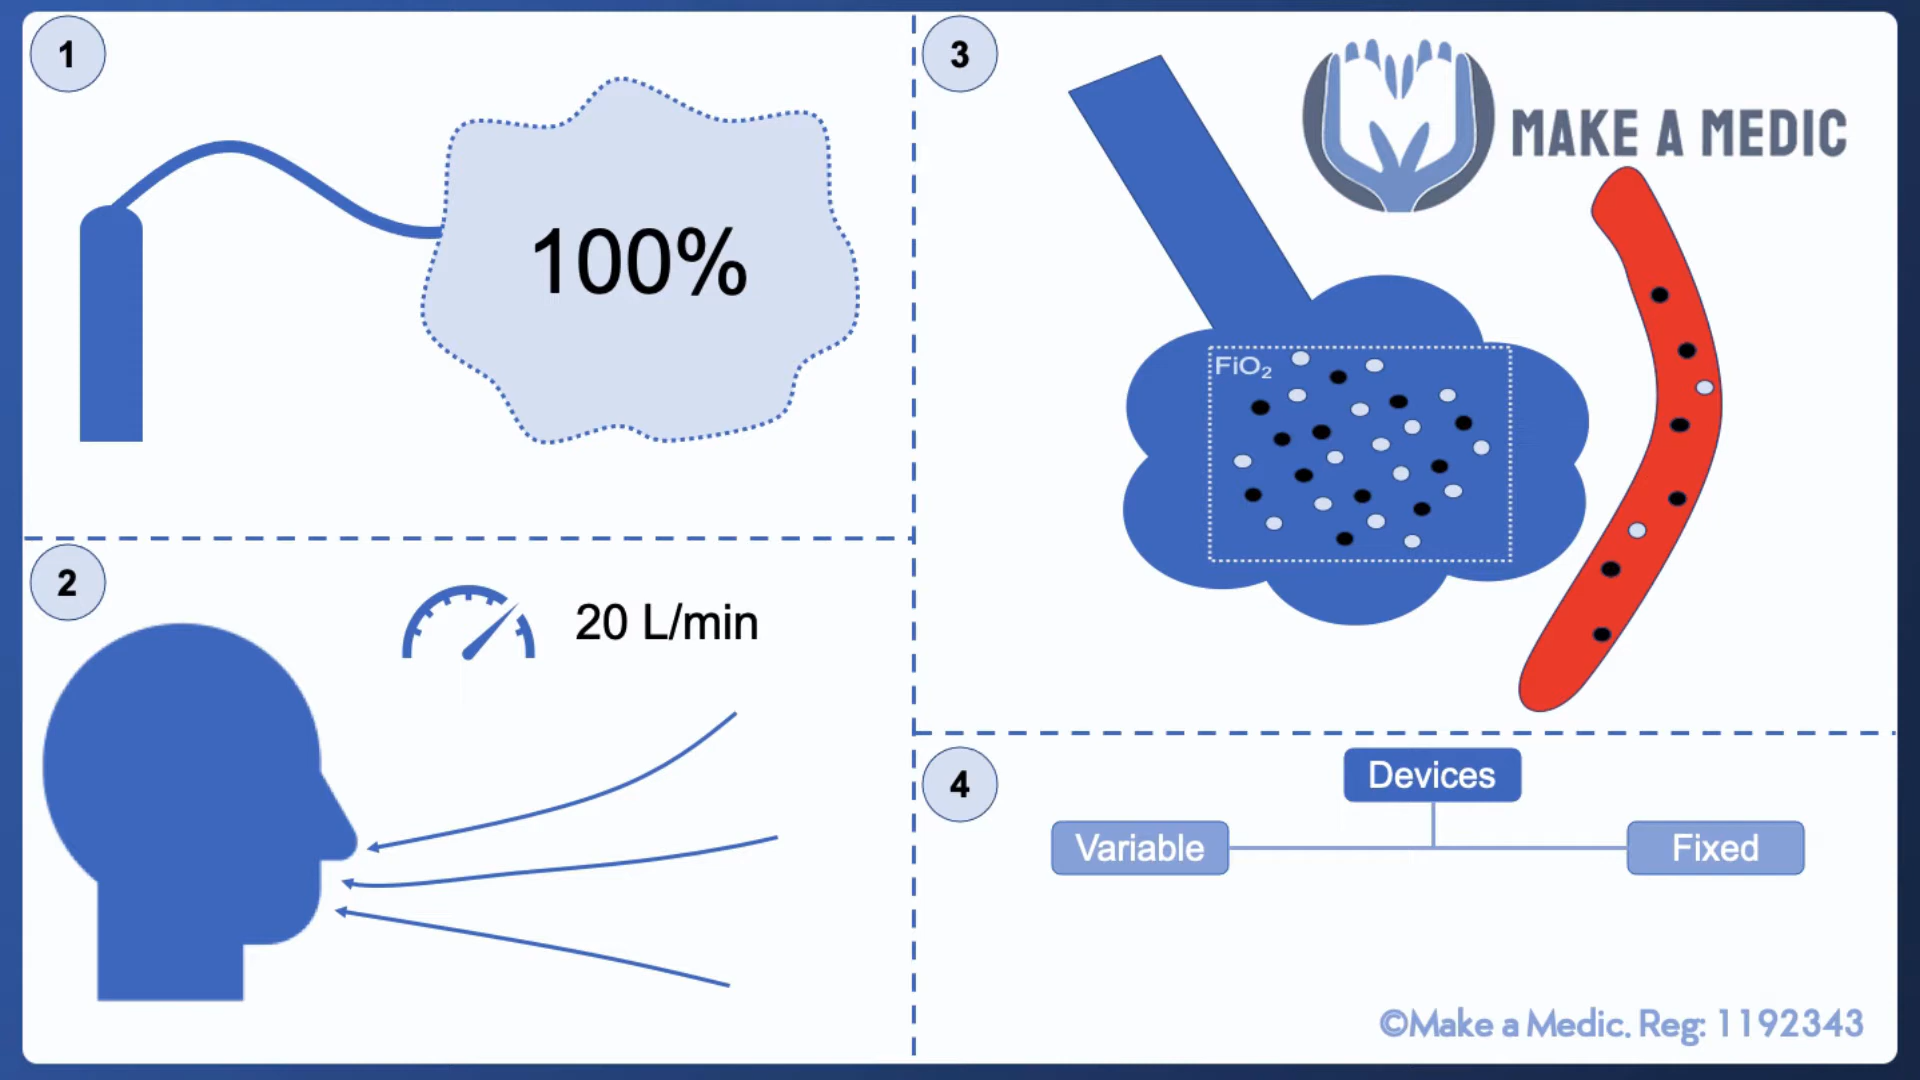 1
100%
2
20 L/min
3
MAKE A MEDIC
FiO₂
4
Devices
Variable
Fixed
©Make a Medic. Reg: 1192343